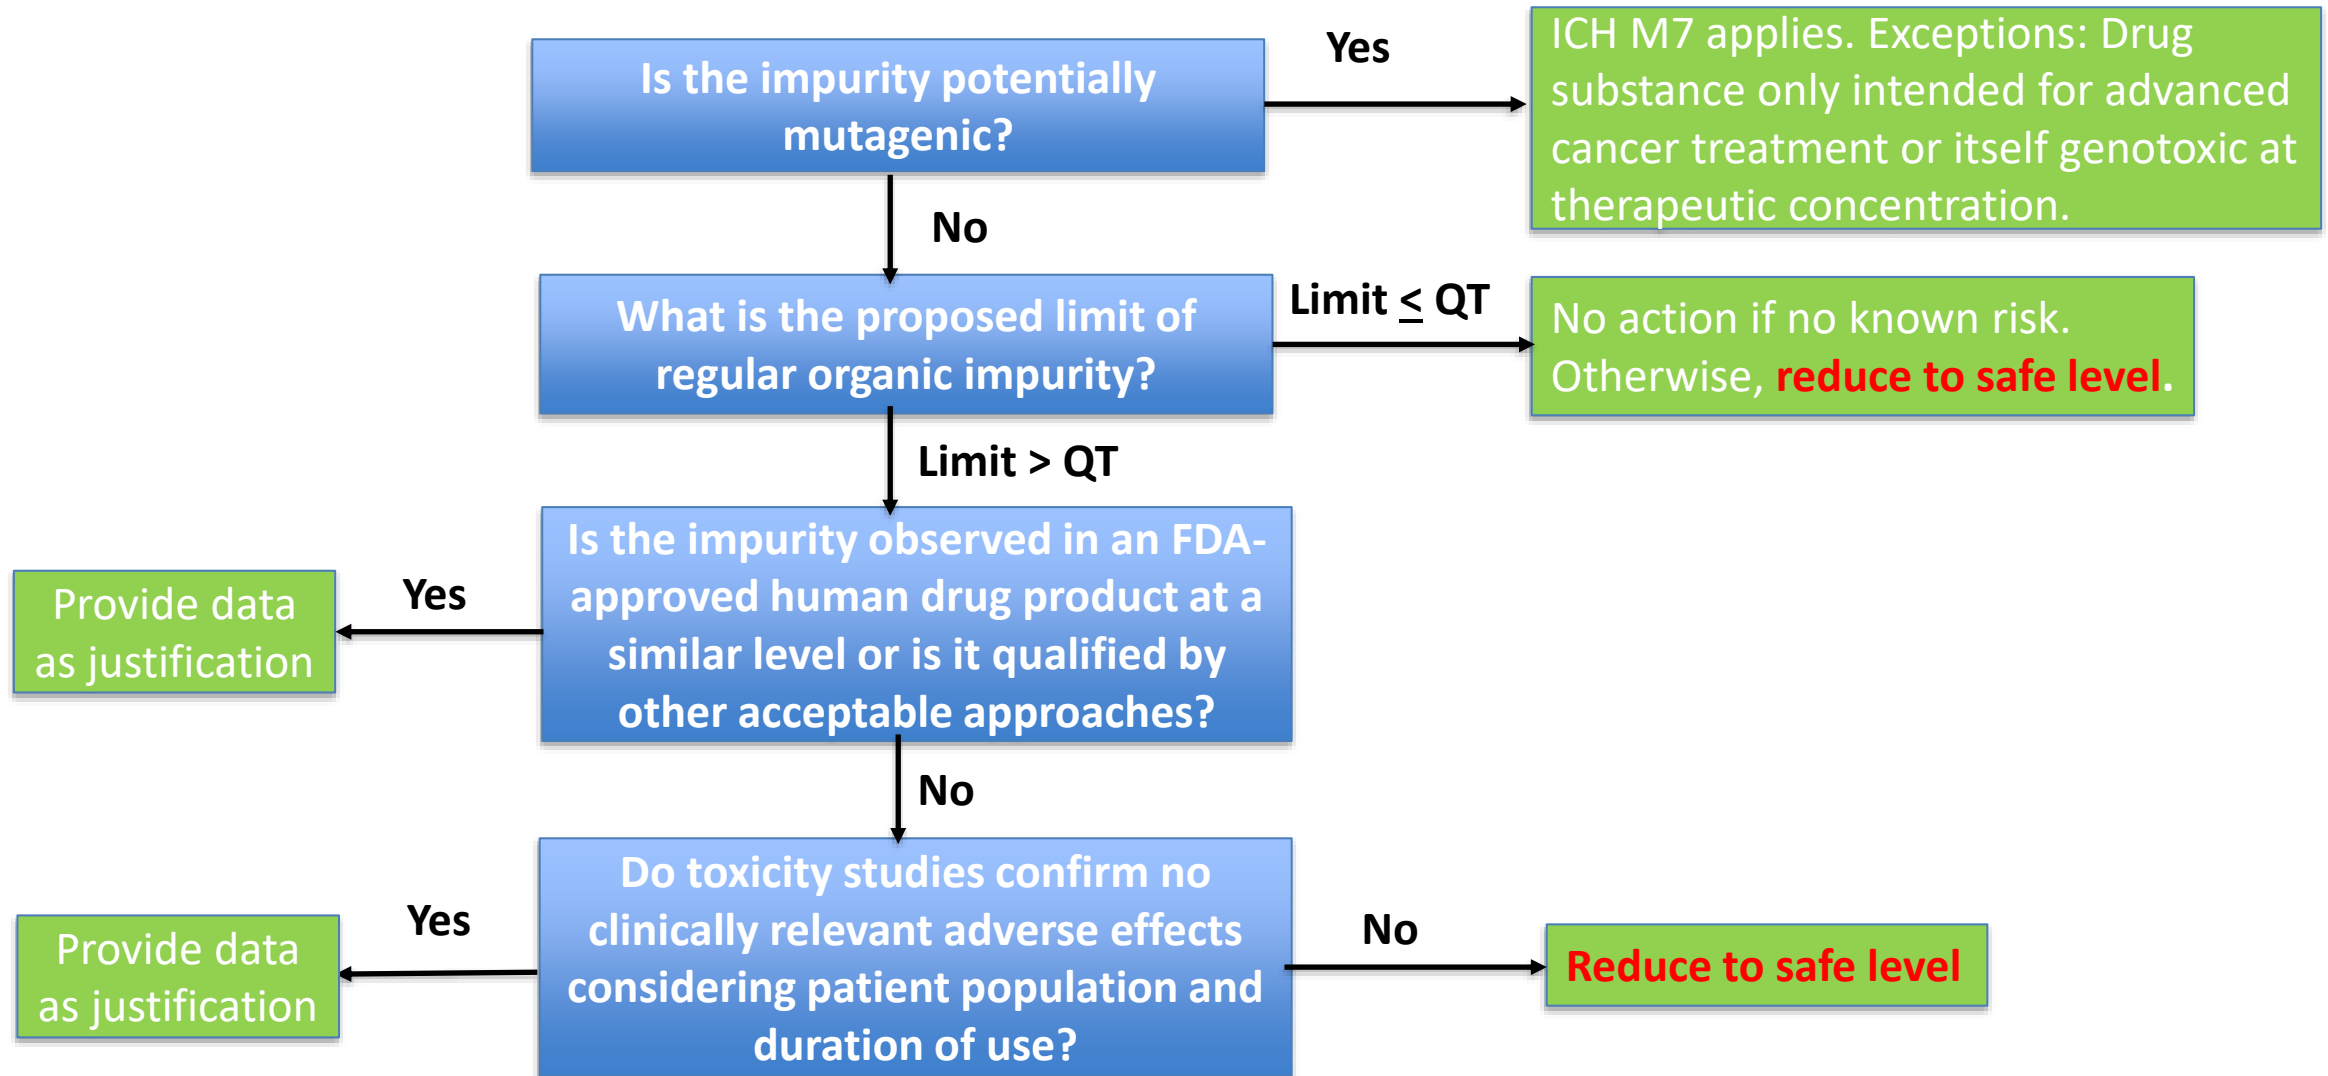 Is the impurity potentially
mutagenic?
Yes
ICH M7 applies. Exceptions: Drug
substance only intended for advanced
cancer treatment or itself genotoxic at
therapeutic concentration.
No
What is the proposed limit of
regular organic impurity?
Limit ≤ QT
No action if no known risk.
Otherwise, reduce to safe level.
Limit > QT
Is the impurity observed in an FDA-
approved human drug product at a
similar level or is it qualified by
other acceptable approaches?
Yes
Provide data
as justification
No
Do toxicity studies confirm no
clinically relevant adverse effects
considering patient population and
duration of use?
Yes
Provide data
as justification
No
Reduce to safe level